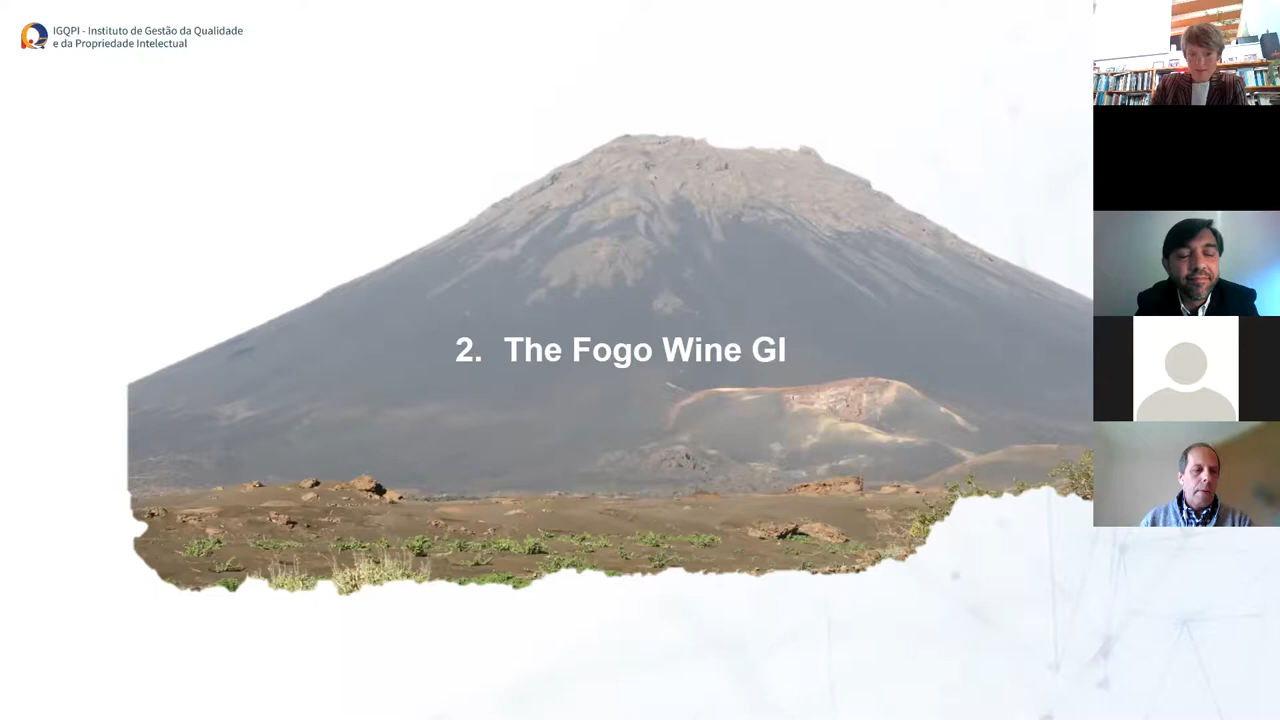 IGQPI - Instituto de Gestão da Qualidade
e da Propriedade Intelectual
2. The Fogo Wine GI